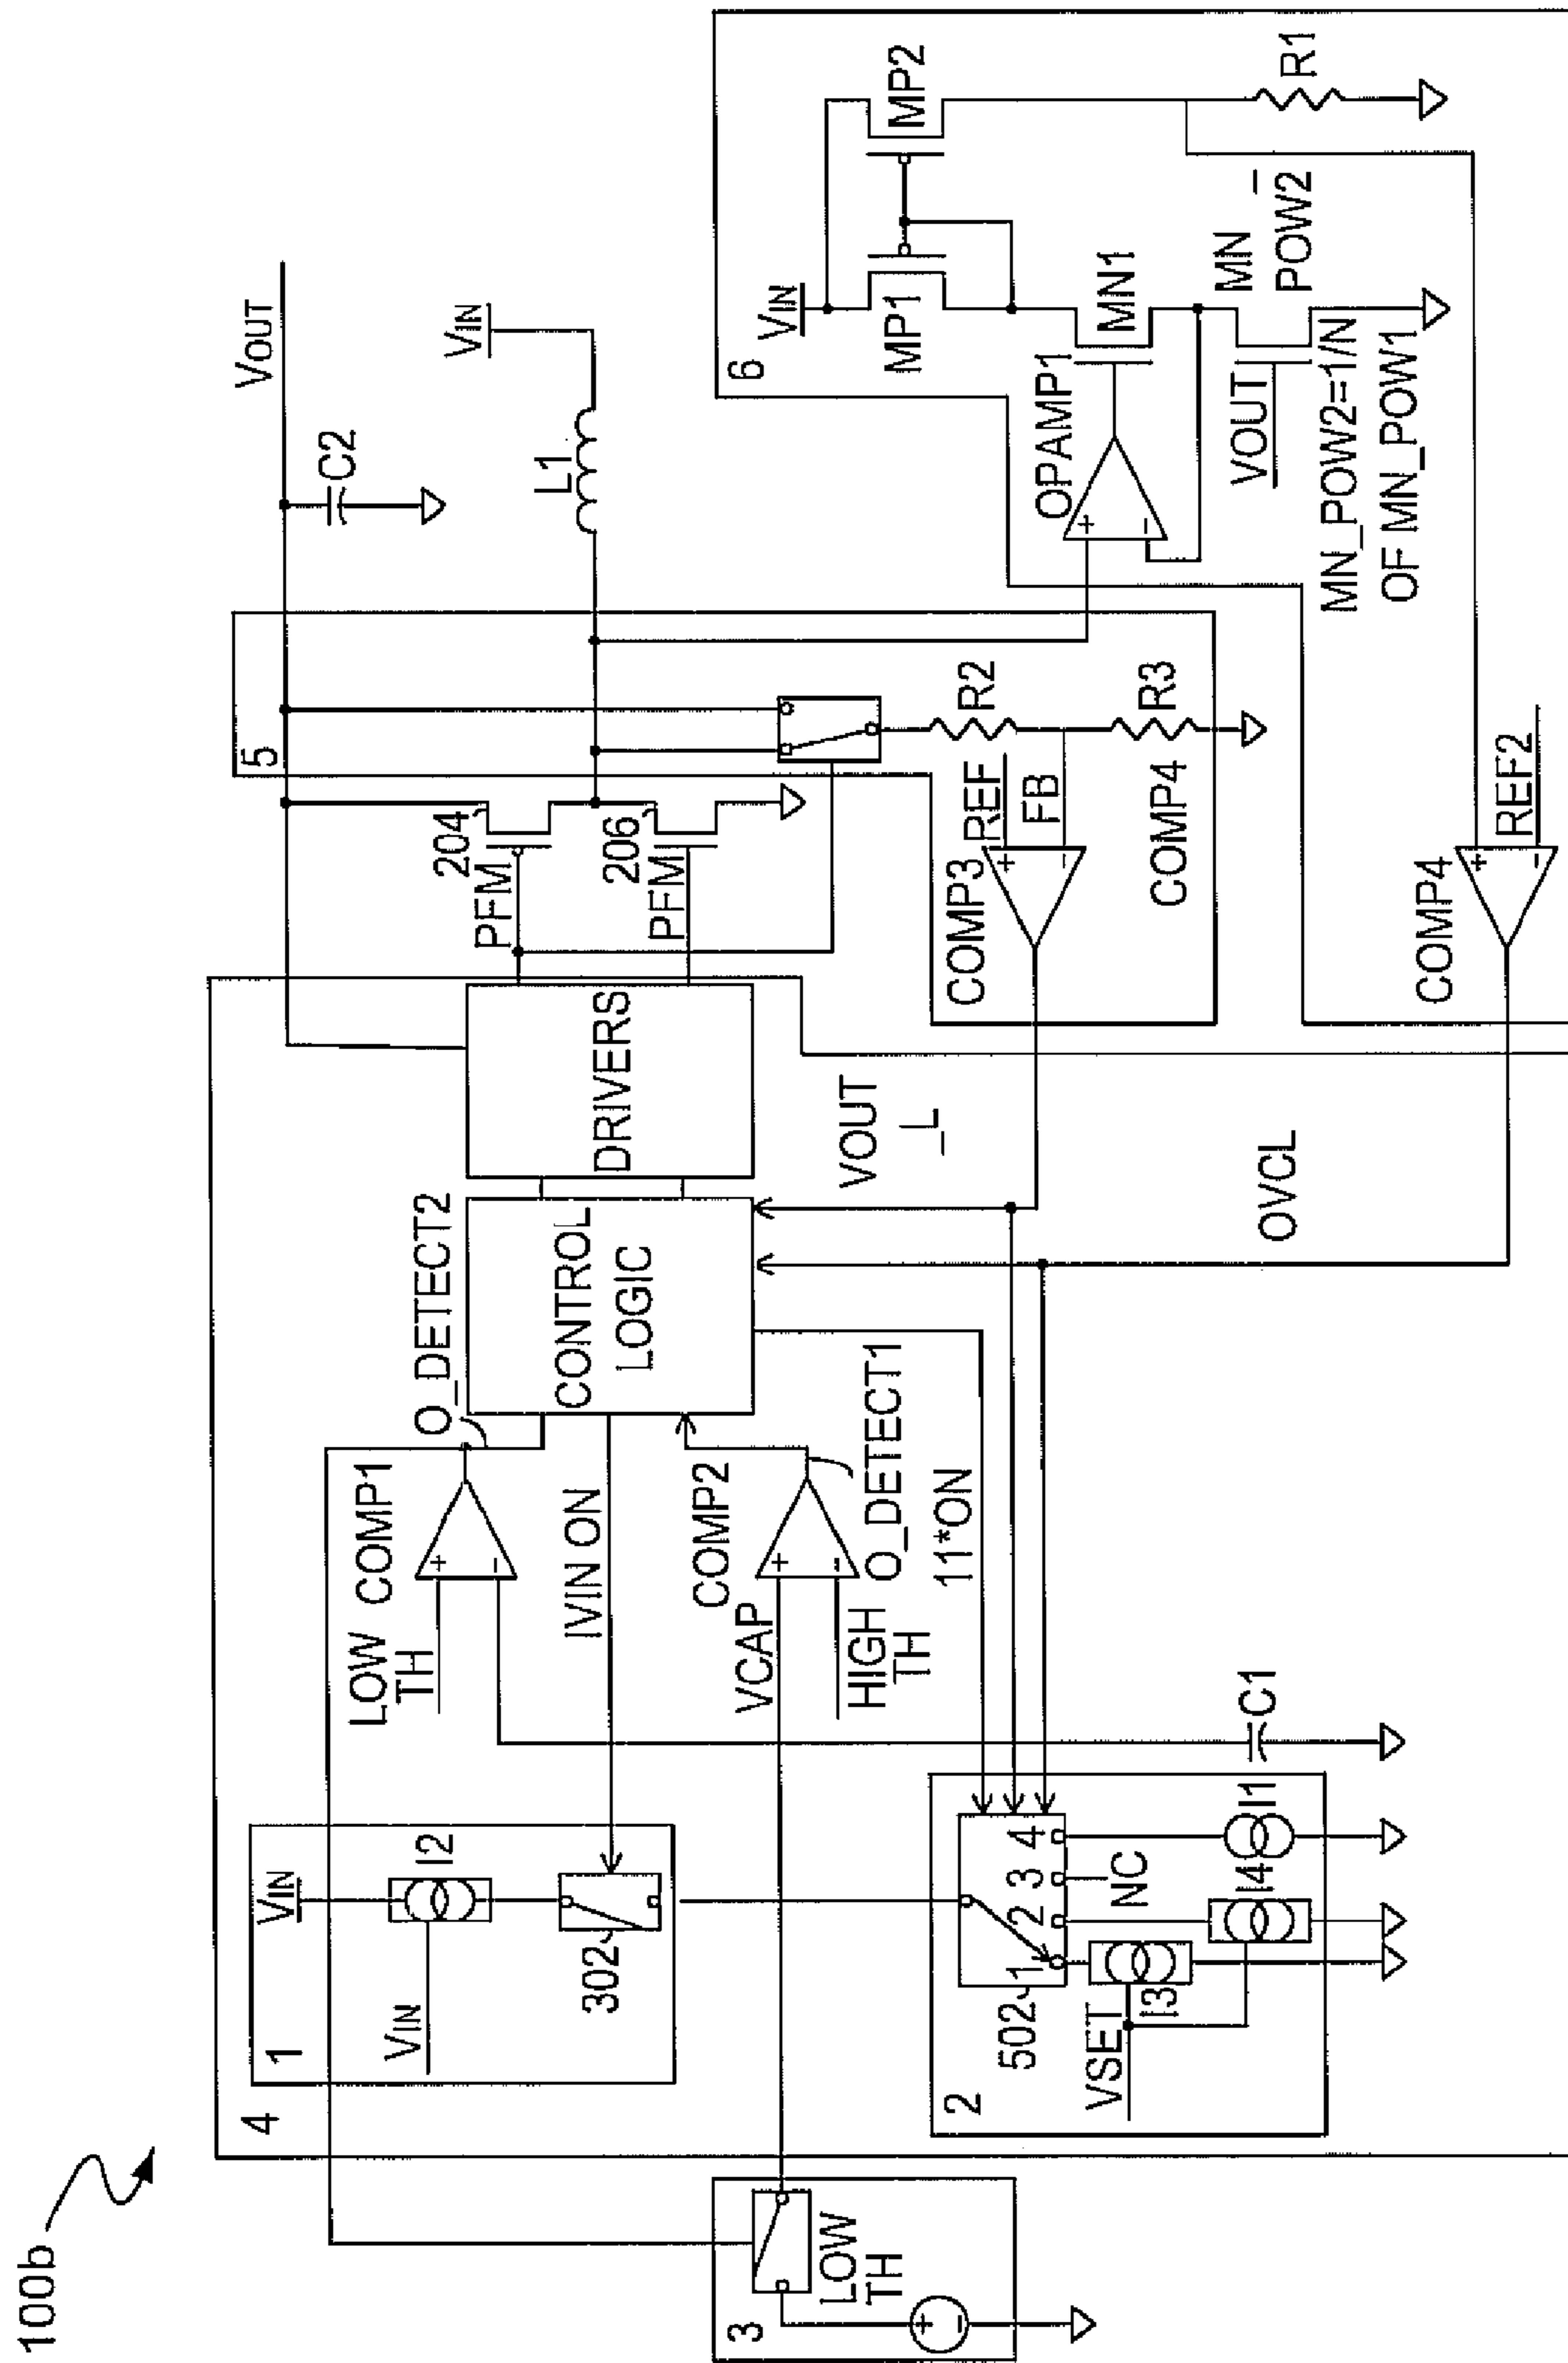 100b
VOUT
C2
VIN
L1
5
204
PFM
206
PFM
O_DETECT2
DRIVERS
CONTROL
LOGIC
COMP1
LOW
TH
IVIN ON
COMP2
VCAP
HIGH
TH
O_DETECT1
11*ON
4
1
VIN
I2
VIN
302
3
LOW
TH
2
502
1
2
3
4
NC
VSET
I3
I4
I1
C1
VOUT
_L
OVCL
COMP3
REF
FB
R2
R3
COMP4
COMP4
REF2
6
VIN
MP1
MP2
R1
OPAMP1
MN1
MN_
POW2
VOUT
MN_POW2=1/N
OF MN_POW1
+
-
+
-
+
-
+
-
+
-
+
-